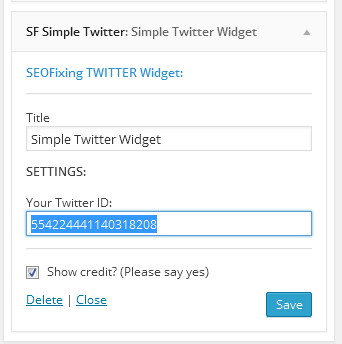 SF Simple Twitter: Simple Twitter Widget
SEOFixing TWITTER Widget:
Title
Simple Twitter Widget
SETTINGS:
Your Twitter ID:
554224441140318208
Show credit? (Please say yes)
Delete | Close
Save